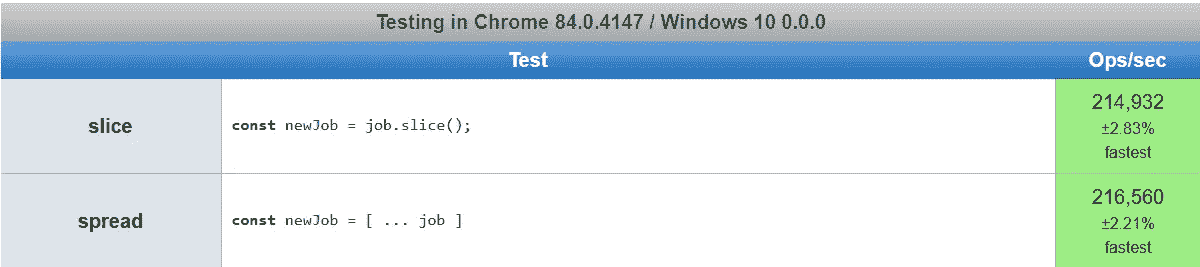 Testing in Chrome 84.0.4147 / Windows 10 0.0.0
Test Ops/sec
slice const newJob = job.slice(); 214,932
±2.83%
fastest
spread const newJob = [ ... job ] 216,560
±2.21%
fastest